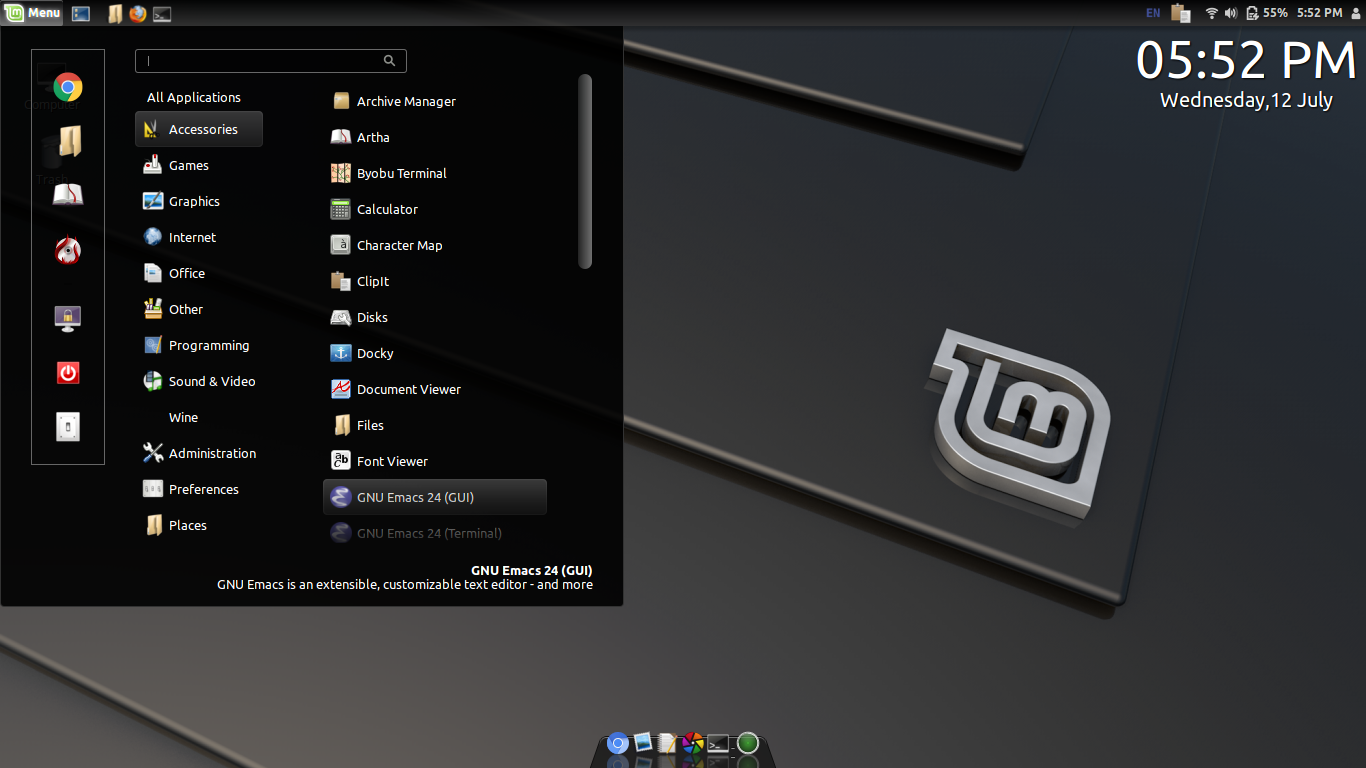 Menu
EN
55%
5:52 PM
05:52 PM
Wednesday,12 July
Computer
Trash
All Applications
Accessories
Games
Graphics
Internet
Office
Other
Programming
Sound & Video
Wine
Administration
Preferences
Places
Archive Manager
Artha
Byobu Terminal
Calculator
Character Map
ClipIt
Disks
Docky
Document Viewer
Files
Font Viewer
GNU Emacs 24 (GUI)
GNU Emacs 24 (Terminal)
GNU Emacs 24 (GUI)
GNU Emacs is an extensible, customizable text editor - and more